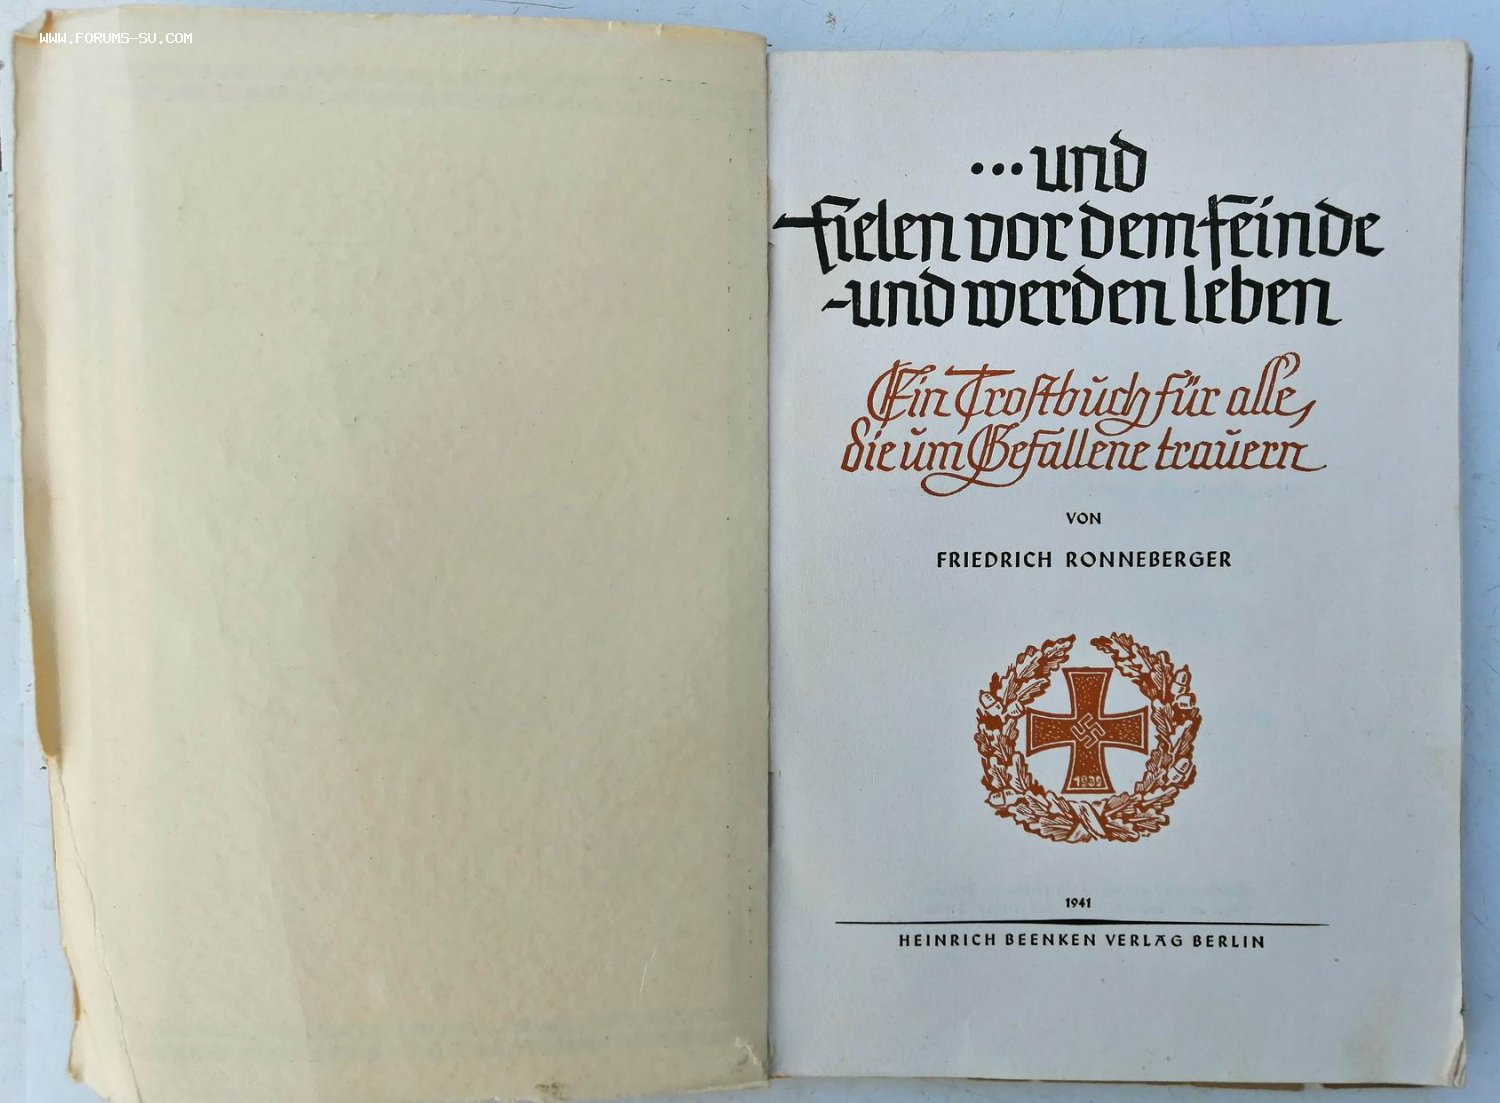 WWW.FORUMS-SU.COM
...und
fielen vor dem feinde
-und werden leben
Ein Trostbuch für alle,
die um Gefallene trauern
VON
FRIEDRICH RONNEBERGER
1939
1941
HEINRICH BEENKEN VERLAG BERLIN